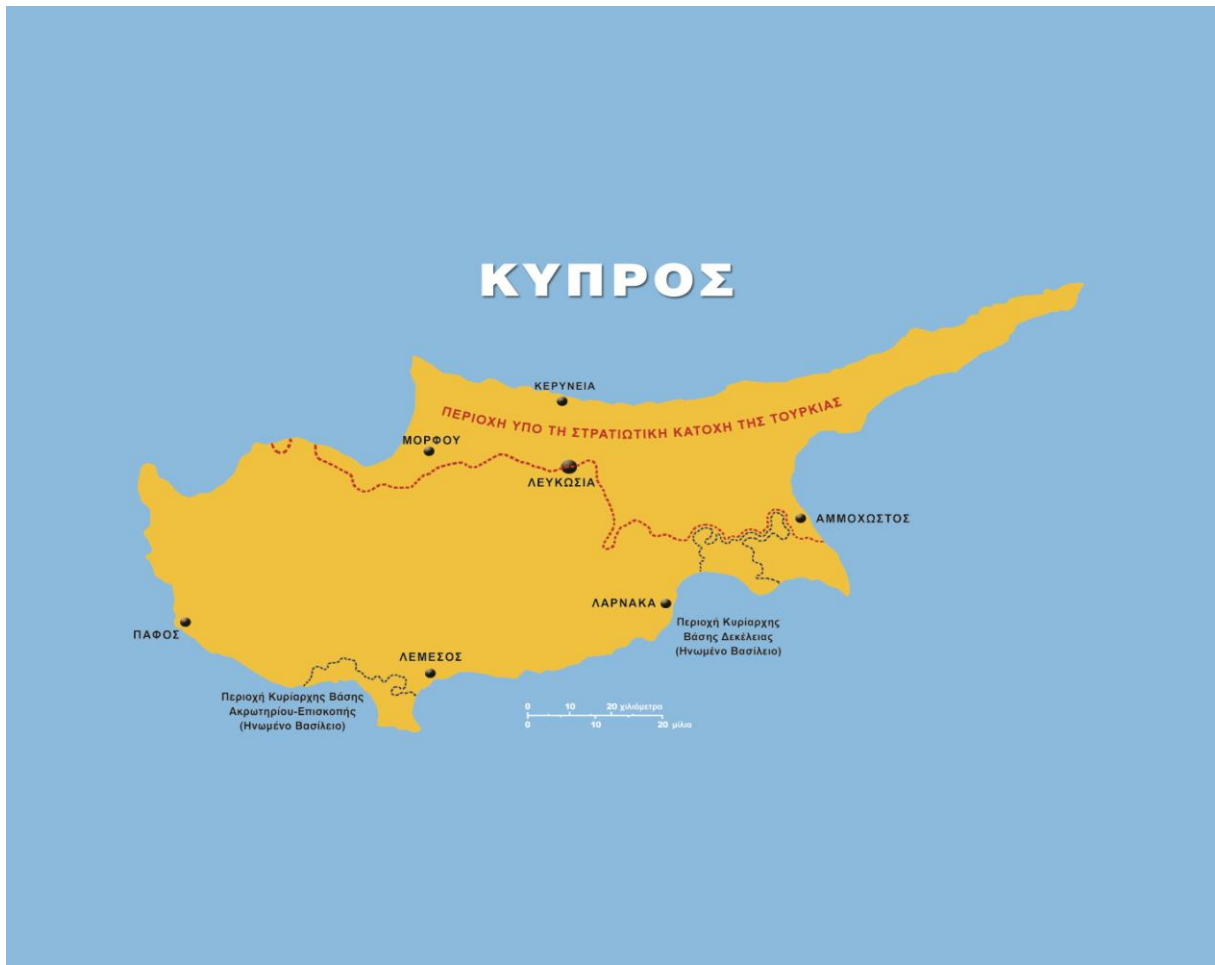 ΚΥΠΡΟΣ
ΚΕΡΥΝΕΙΑ
ΠΕΡΙΟΧΗ ΥΠΟ ΤΗ ΣΤΡΑΤΙΩΤΙΚΗ ΚΑΤΟΧΗ ΤΗΣ ΤΟΥΡΚΙΑΣ
ΜΟΡΦΟΥ
ΛΕΥΚΩΣΙΑ
ΑΜΜΟΧΩΣΤΟΣ
ΛΑΡΝΑΚΑ
Περιοχή Κυρίαρχης
Βάσης Δεκέλειας
(Ηνωμένο Βασίλειο)
ΠΑΦΟΣ
ΛΕΜΕΣΟΣ
Περιοχή Κυρίαρχης Βάσης
Ακρωτηρίου-Επισκοπής
(Ηνωμένο Βασίλειο)
0 10 20 χιλιόμετρα
0 10 20 μίλια